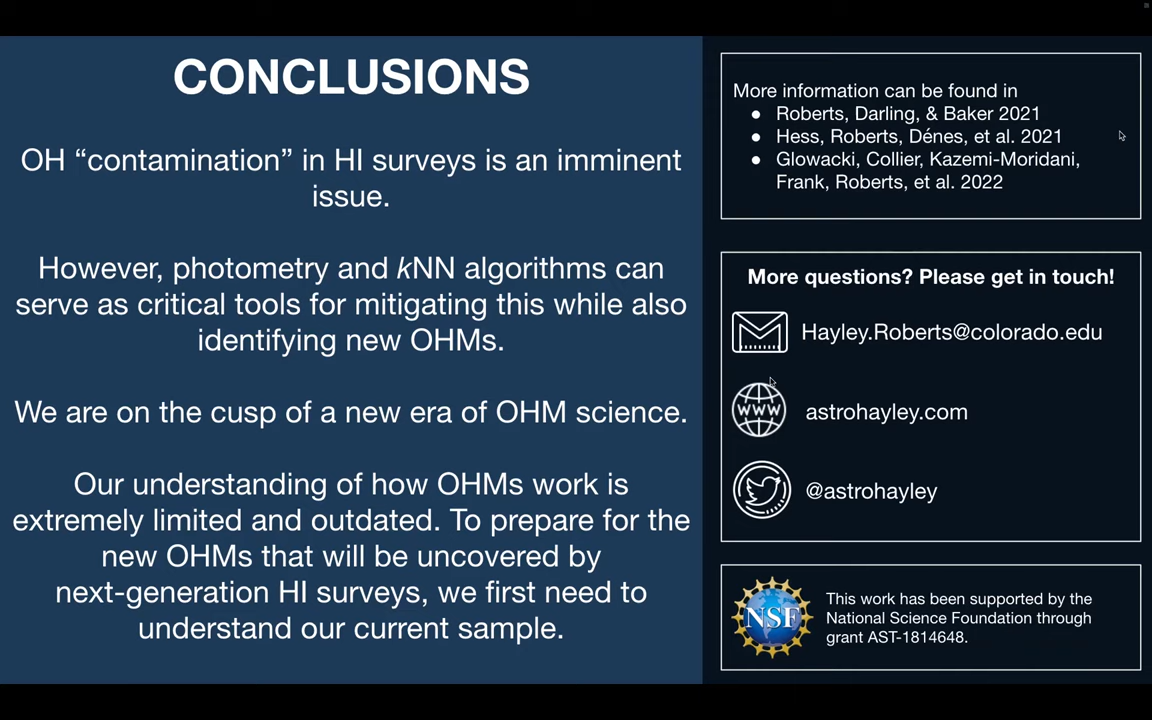 CONCLUSIONS
OH “contamination” in HI surveys is an imminent
issue.
However, photometry and kNN algorithms can
serve as critical tools for mitigating this while also
identifying new OHMs.
We are on the cusp of a new era of OHM science.
Our understanding of how OHMs work is
extremely limited and outdated. To prepare for the
new OHMs that will be uncovered by
next-generation HI surveys, we first need to
understand our current sample.
More information can be found in
● Roberts, Darling, & Baker 2021
● Hess, Roberts, Dénes, et al. 2021
● Glowacki, Collier, Kazemi-Moridani,
Frank, Roberts, et al. 2022
More questions? Please get in touch!
Hayley.Roberts@colorado.edu
WWW
astrohayley.com
@astrohayley
NSF
This work has been supported by the
National Science Foundation through
grant AST-1814648.